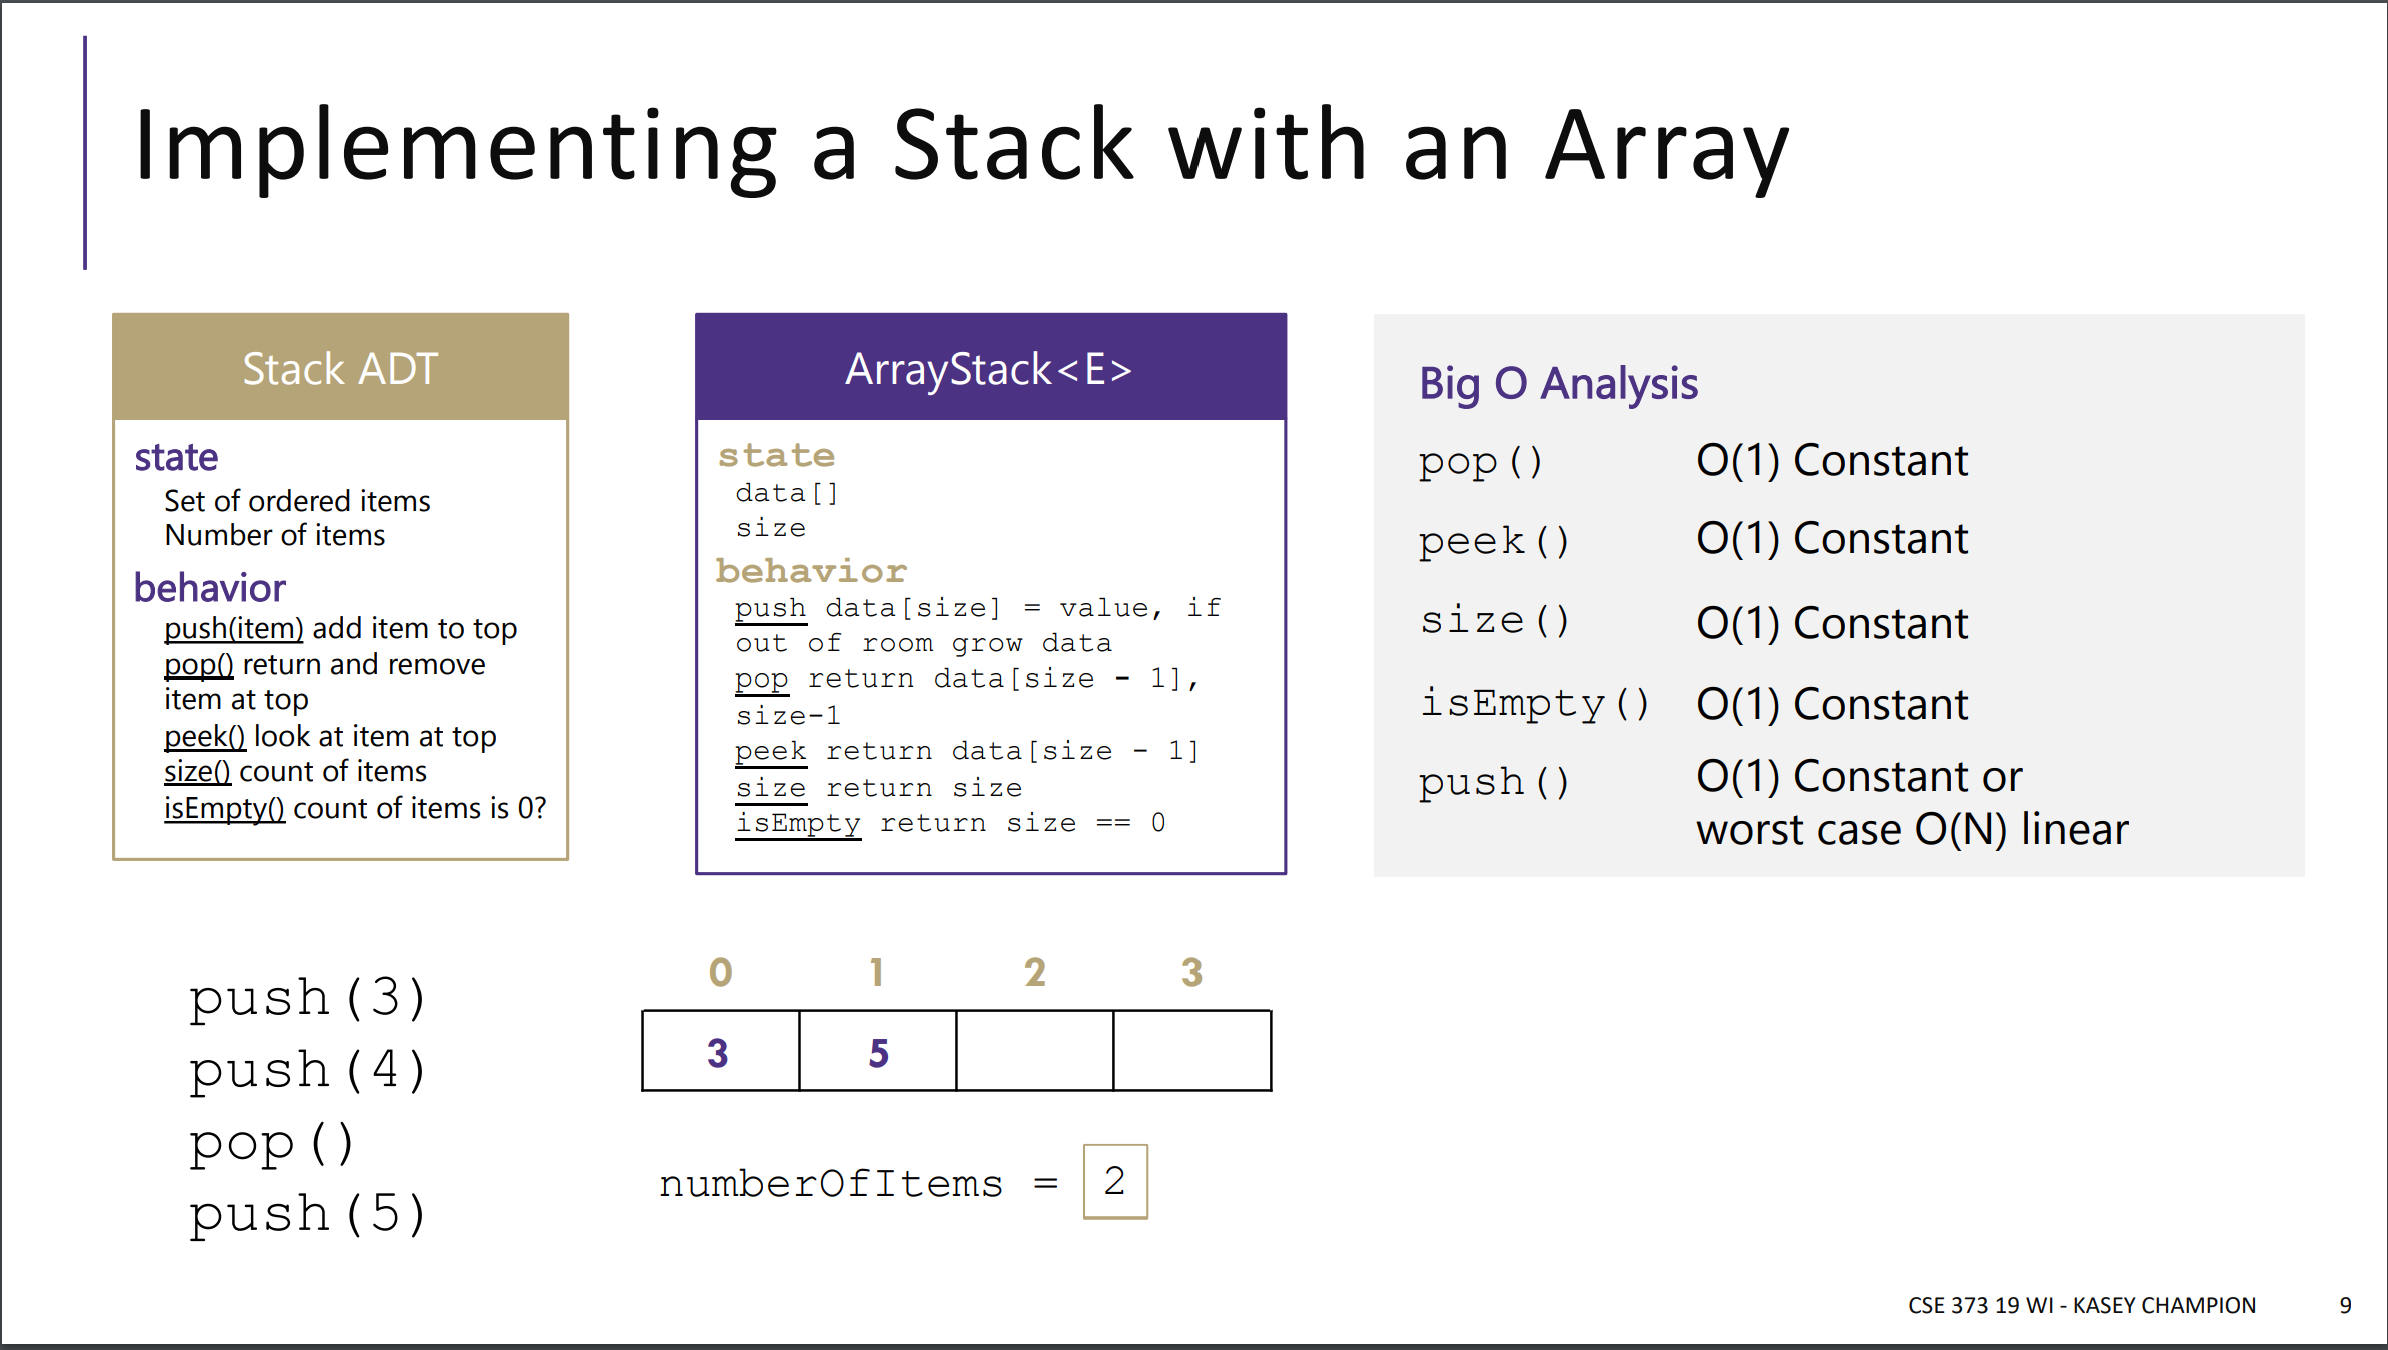 Implementing a Stack with an Array
Stack ADT
state
Set of ordered items
Number of items
behavior
push(item) add item to top
pop() return and remove
item at top
peek() look at item at top
size() count of items
isEmpty() count of items is 0?
ArrayStack<E>
state
data[]
size
behavior
push data[size] = value, if
out of room grow data
pop return data[size - 1],
size-1
peek return data[size - 1]
size return size
isEmpty return size == 0
Big O Analysis
pop() O(1) Constant
peek() O(1) Constant
size() O(1) Constant
isEmpty() O(1) Constant
push() O(1) Constant or
worst case O(N) linear
push(3)
push(4)
pop()
push(5)
0 1 2 3
3 5
numberOfItems = 2
CSE 373 19 WI - KASEY CHAMPION 9